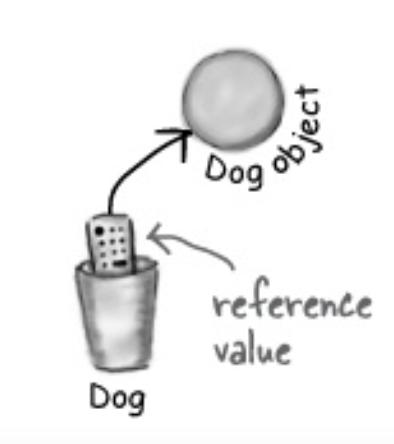 Dog object
reference
value
Dog